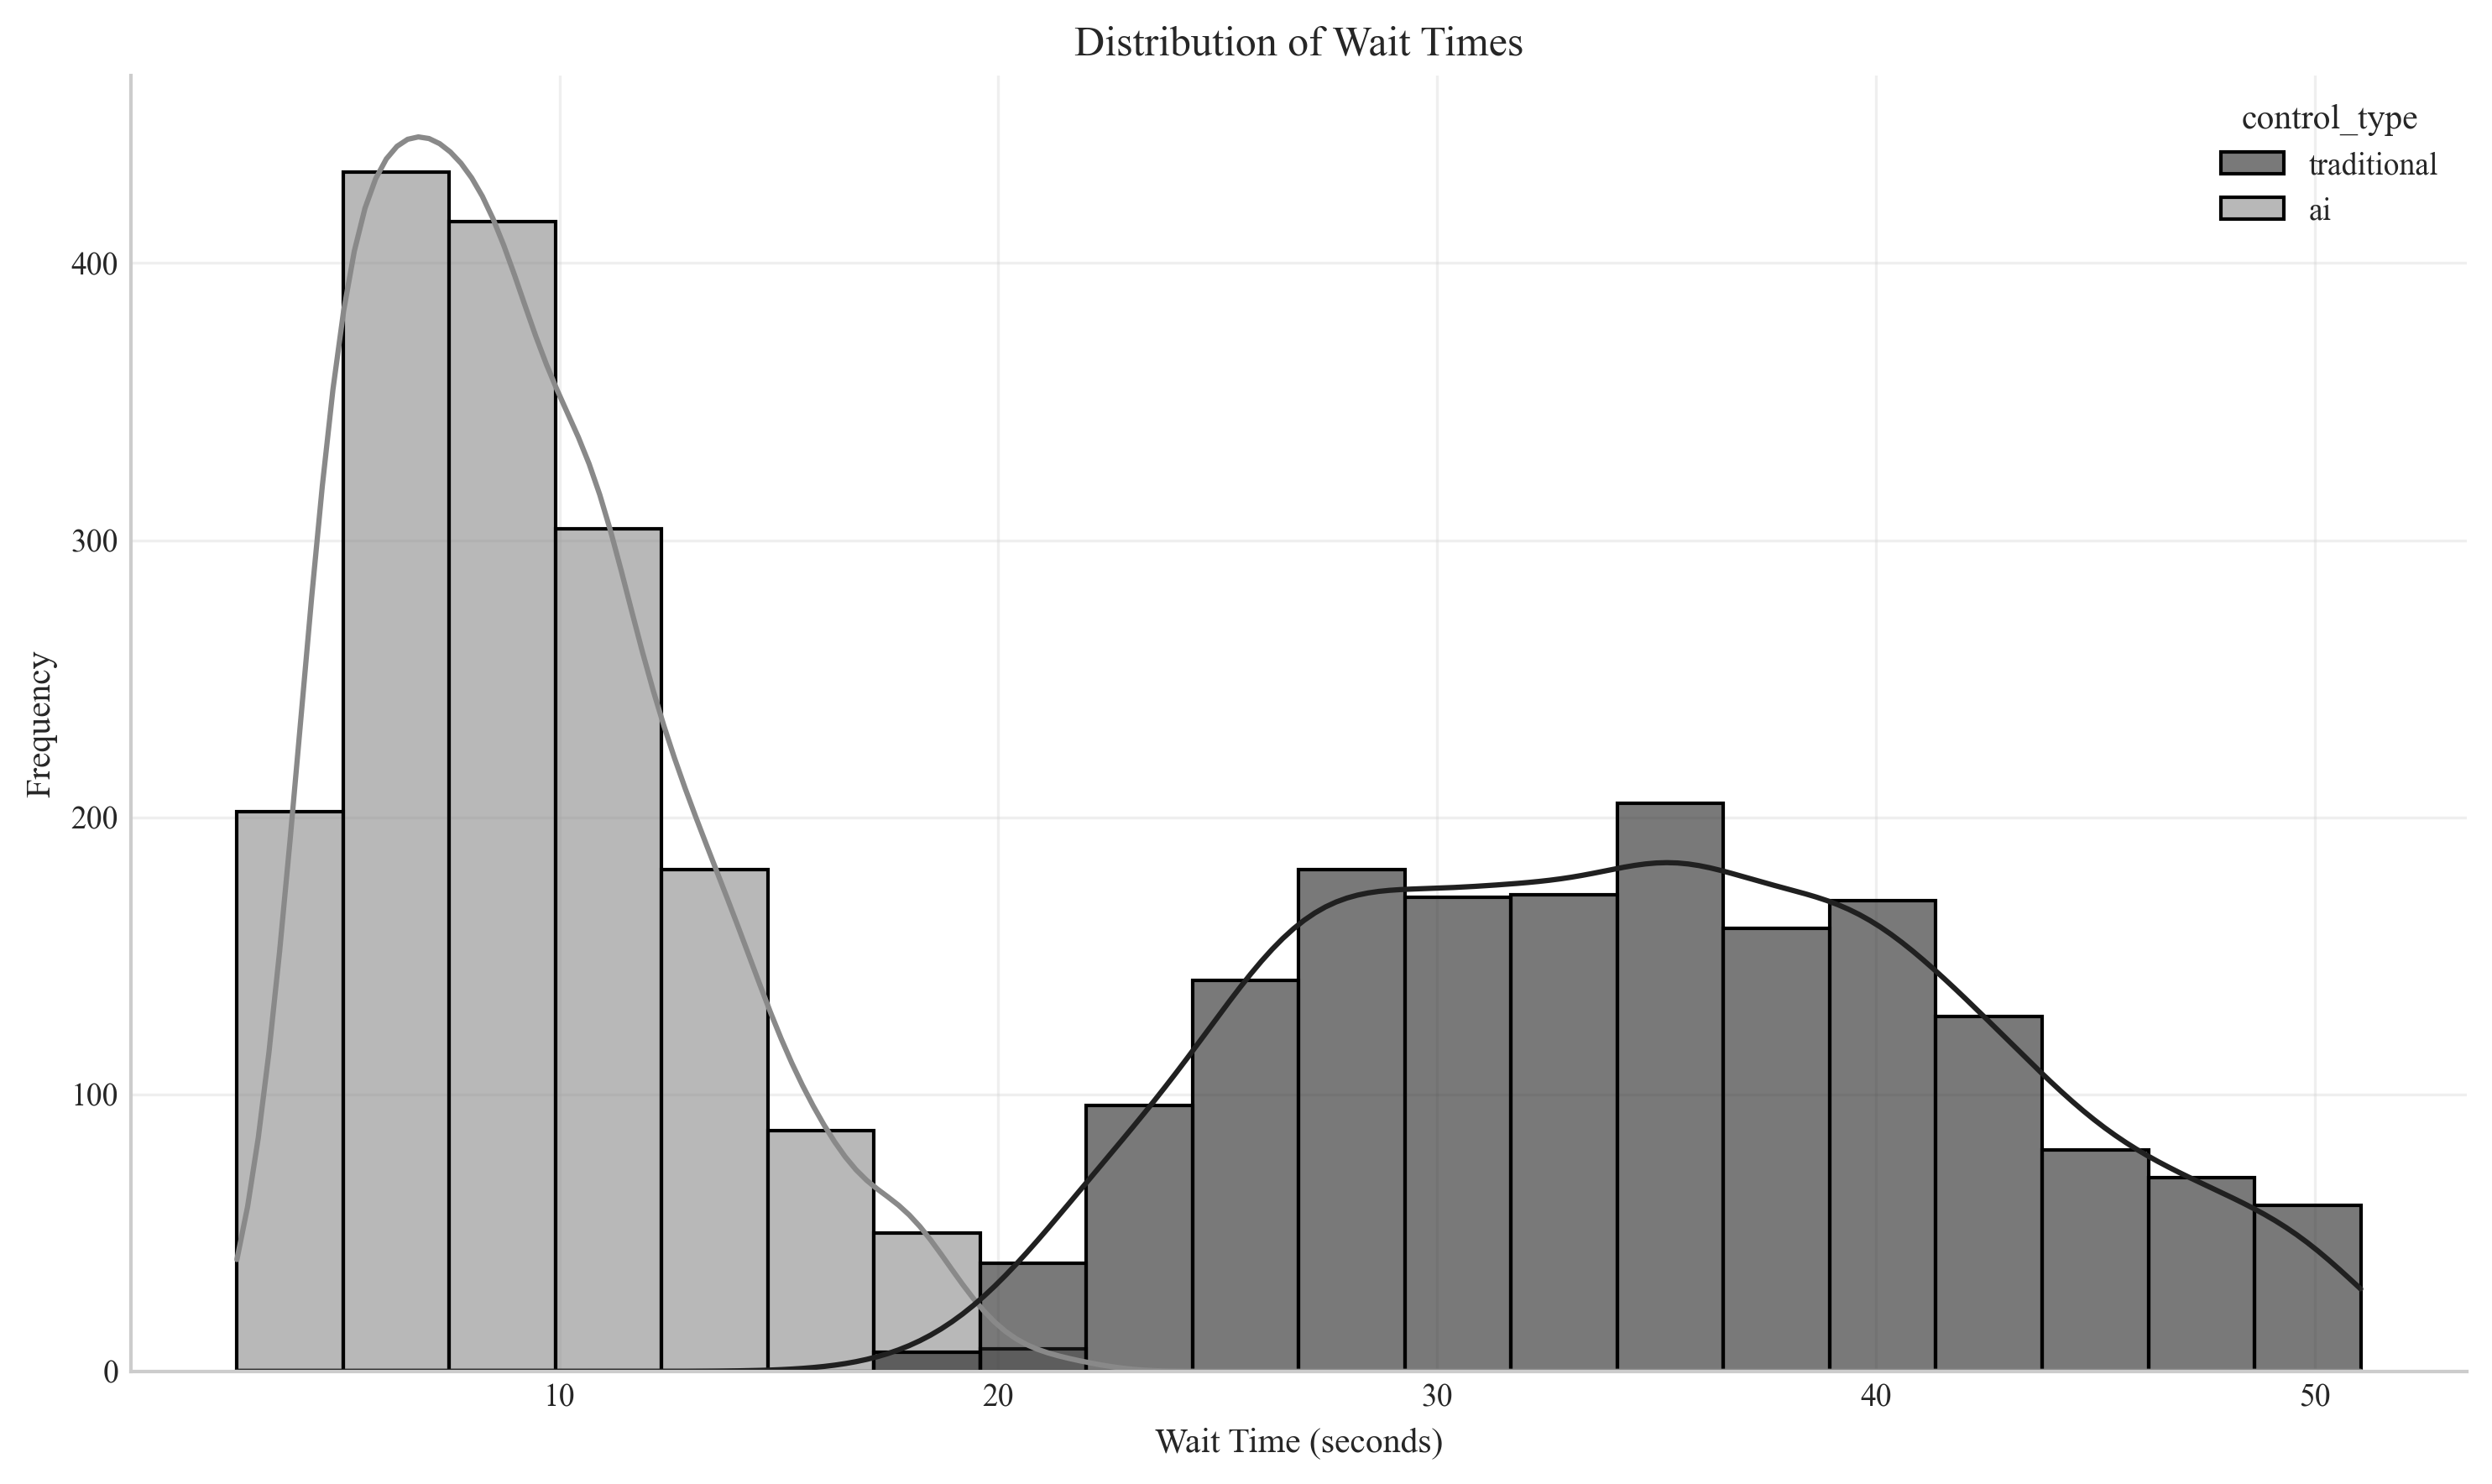 Distribution of Wait Times
control_type
traditional
ai
400
300
200
100
0
Frequency
10
20
30
40
50
Wait Time (seconds)